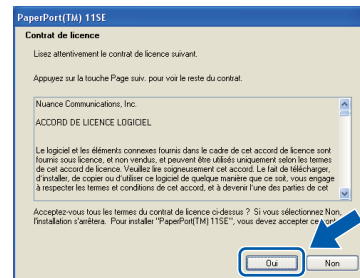 PaperPort(TM) 11SE
Contrat de licence
Lisez attentivement le contrat de licence suivant.
Appuyez sur la touche Page suiv. pour voir le reste du contrat.
Nuance Communications, Inc.
ACCORD DE LICENCE LOGICIEL
Le logiciel et les éléments connexes fournis dans le cadre de cet accord de licence sont
fournis sous licence, et non vendus, et peuvent être utilisés uniquement selon les termes
de cet accord de licence. Veuillez lire soigneusement cet accord. Le fait de télécharger,
d'installer, de copier ou d'utiliser ce logiciel de quelque manière que ce soit, vous engage
à respecter les termes et conditions de cet accord, et à devenir l'une des parties de cet
Acceptez-vous tous les termes du contrat de licence ci-dessus ? Si vous sélectionnez Non,
l'installation s'arrêtera. Pour installer "PaperPort(TM) 11SE", vous devez accepter ce
Oui
Non